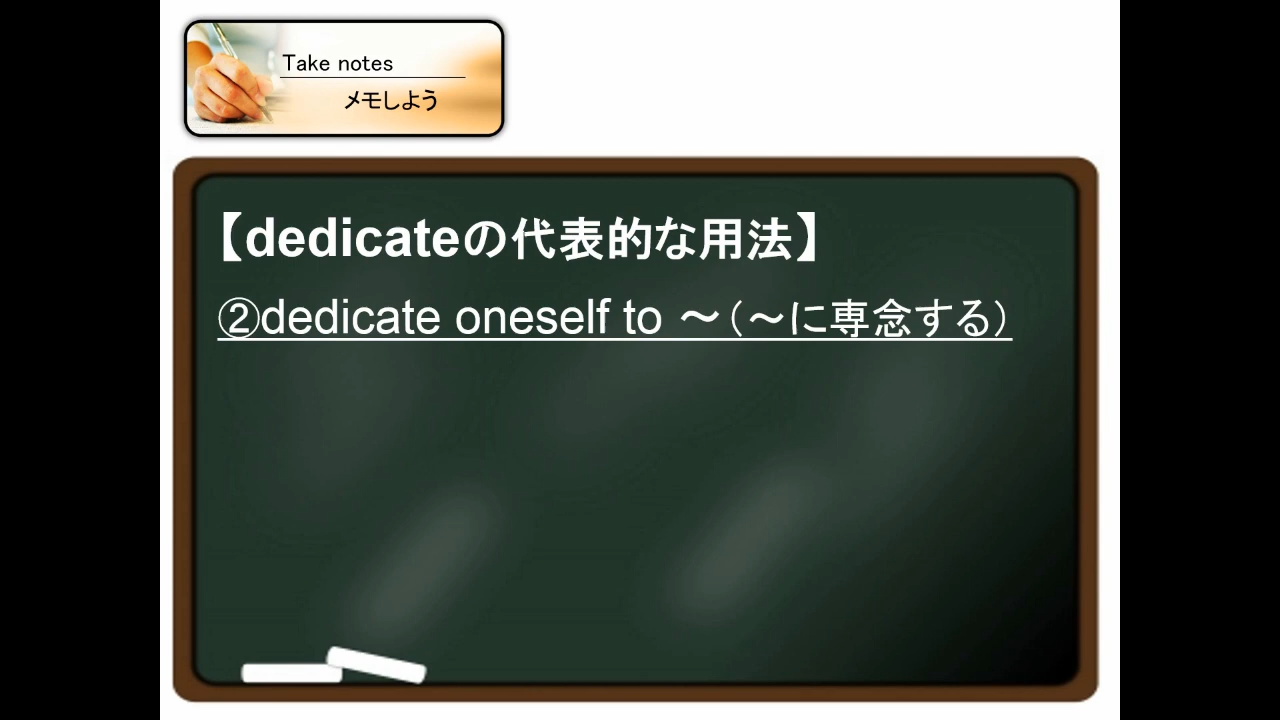 Take notes
メモしよう
【dedicateの代表的な用法】
②dedicate oneself to ～（～に専念する）